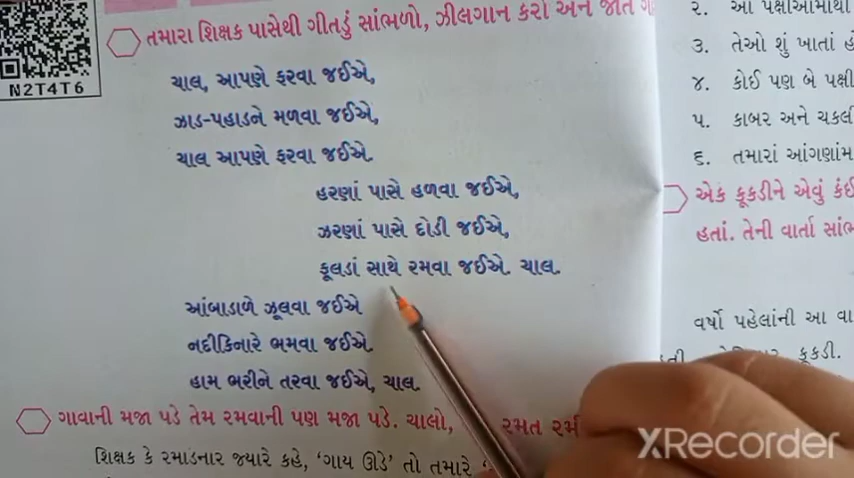 તમારા શિક્ષક પાસેથી ગીતડું સાંભળો, ઝીલગાન કરો અને જાતે
ચાલ, આપણે ફરવા જઈએ,
ઝાડ-પહાડને મળવા જઈએ,
ચાલ આપણે ફરવા જઈએ.
હરણાં પાસે હળવા જઈએ,
ઝરણાં પાસે દોડી જઈએ,
ફૂલડાં સાથે રમવા જઈએ. ચાલ.
આંબાડાળે ઝૂલવા જઈએ
નદીકિનારે ભમવા જઈએ.
હામ ભરીને તરવા જઈએ, ચાલ.
ગાવાની મજા પડે તેમ રમવાની પણ મજા પડે. ચાલો, રમત
શિક્ષક કે રમાડનાર જ્યારે કહે, ‘ગાય ઊડે’ તો તમારે
N2T4T6
૨. આ પક્ષીઓમાંથી
૩. તેઓ શું ખાતાં
૪. કોઈ પણ બે પક્ષી
૫. કાબર અને ચકલી
૬. તમારાં આંગણામ
એક કૂકડીને એવું કંઈ
હતાં. તેની વાર્તા સાંભ
વર્ષો પહેલાંની આ વા
કૂકડી.
XRecorder